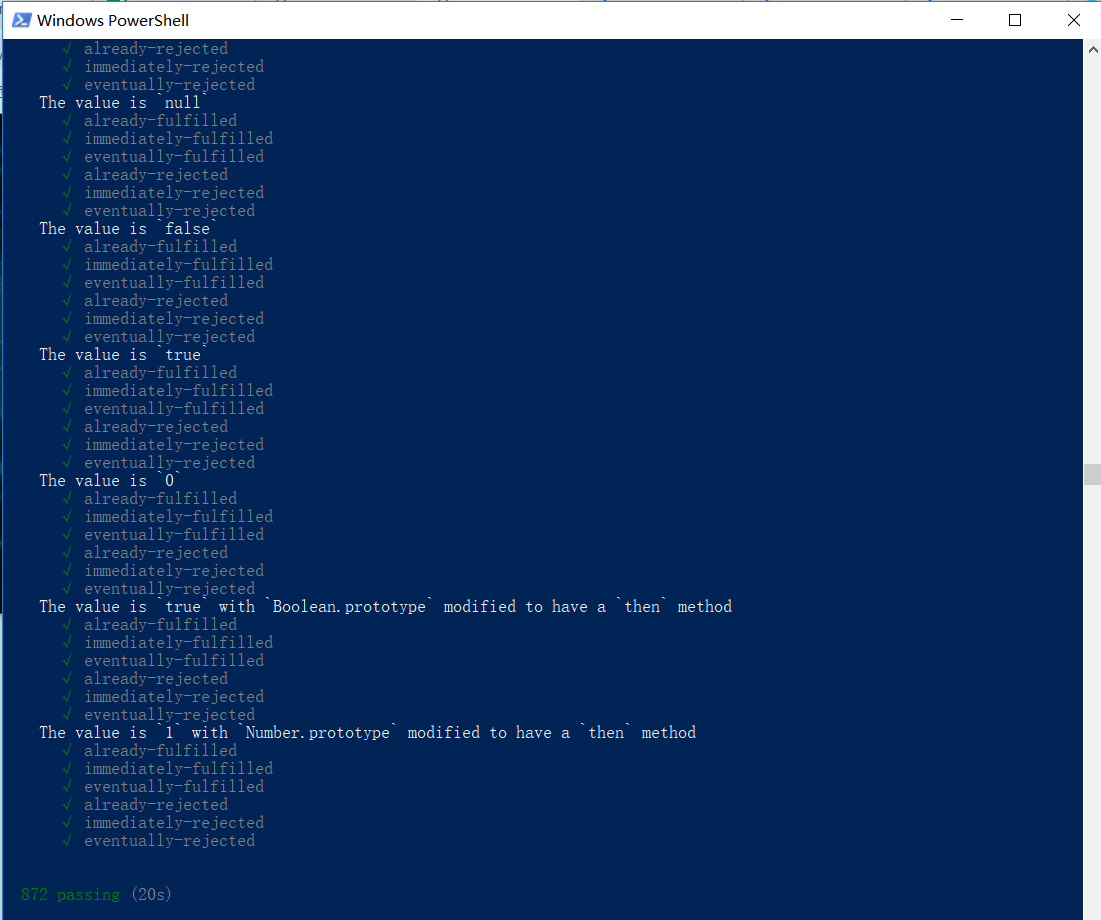 Windows PowerShell
√ already-rejected
√ immediately-rejected
√ eventually-rejected
The value is `null`
√ already-fulfilled
√ immediately-fulfilled
√ eventually-fulfilled
√ already-rejected
√ immediately-rejected
√ eventually-rejected
The value is `false`
√ already-fulfilled
√ immediately-fulfilled
√ eventually-fulfilled
√ already-rejected
√ immediately-rejected
√ eventually-rejected
The value is `true`
√ already-fulfilled
√ immediately-fulfilled
√ eventually-fulfilled
√ already-rejected
√ immediately-rejected
√ eventually-rejected
The value is `0`
√ already-fulfilled
√ immediately-fulfilled
√ eventually-fulfilled
√ already-rejected
√ immediately-rejected
√ eventually-rejected
The value is `true` with `Boolean.prototype` modified to have a `then` method
√ already-fulfilled
√ immediately-fulfilled
√ eventually-fulfilled
√ already-rejected
√ immediately-rejected
√ eventually-rejected
The value is `1` with `Number.prototype` modified to have a `then` method
√ already-fulfilled
√ immediately-fulfilled
√ eventually-fulfilled
√ already-rejected
√ immediately-rejected
√ eventually-rejected
872 passing (20s)